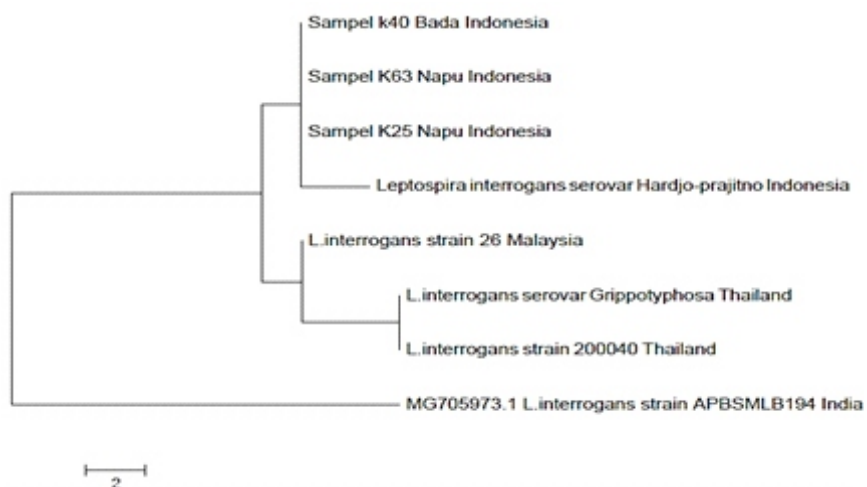 Sampel k40 Bada Indonesia
Sampel K63 Napu Indonesia
Sampel K25 Napu Indonesia
Leptospira interrogans serovar Hardjo-prajitno Indonesia
L.interrogans strain 26 Malaysia
L.interrogans serovar Grippotyphosa Thailand
L.interrogans strain 200040 Thailand
MG705973.1 L.interrogans strain APBSMLB194 India
2